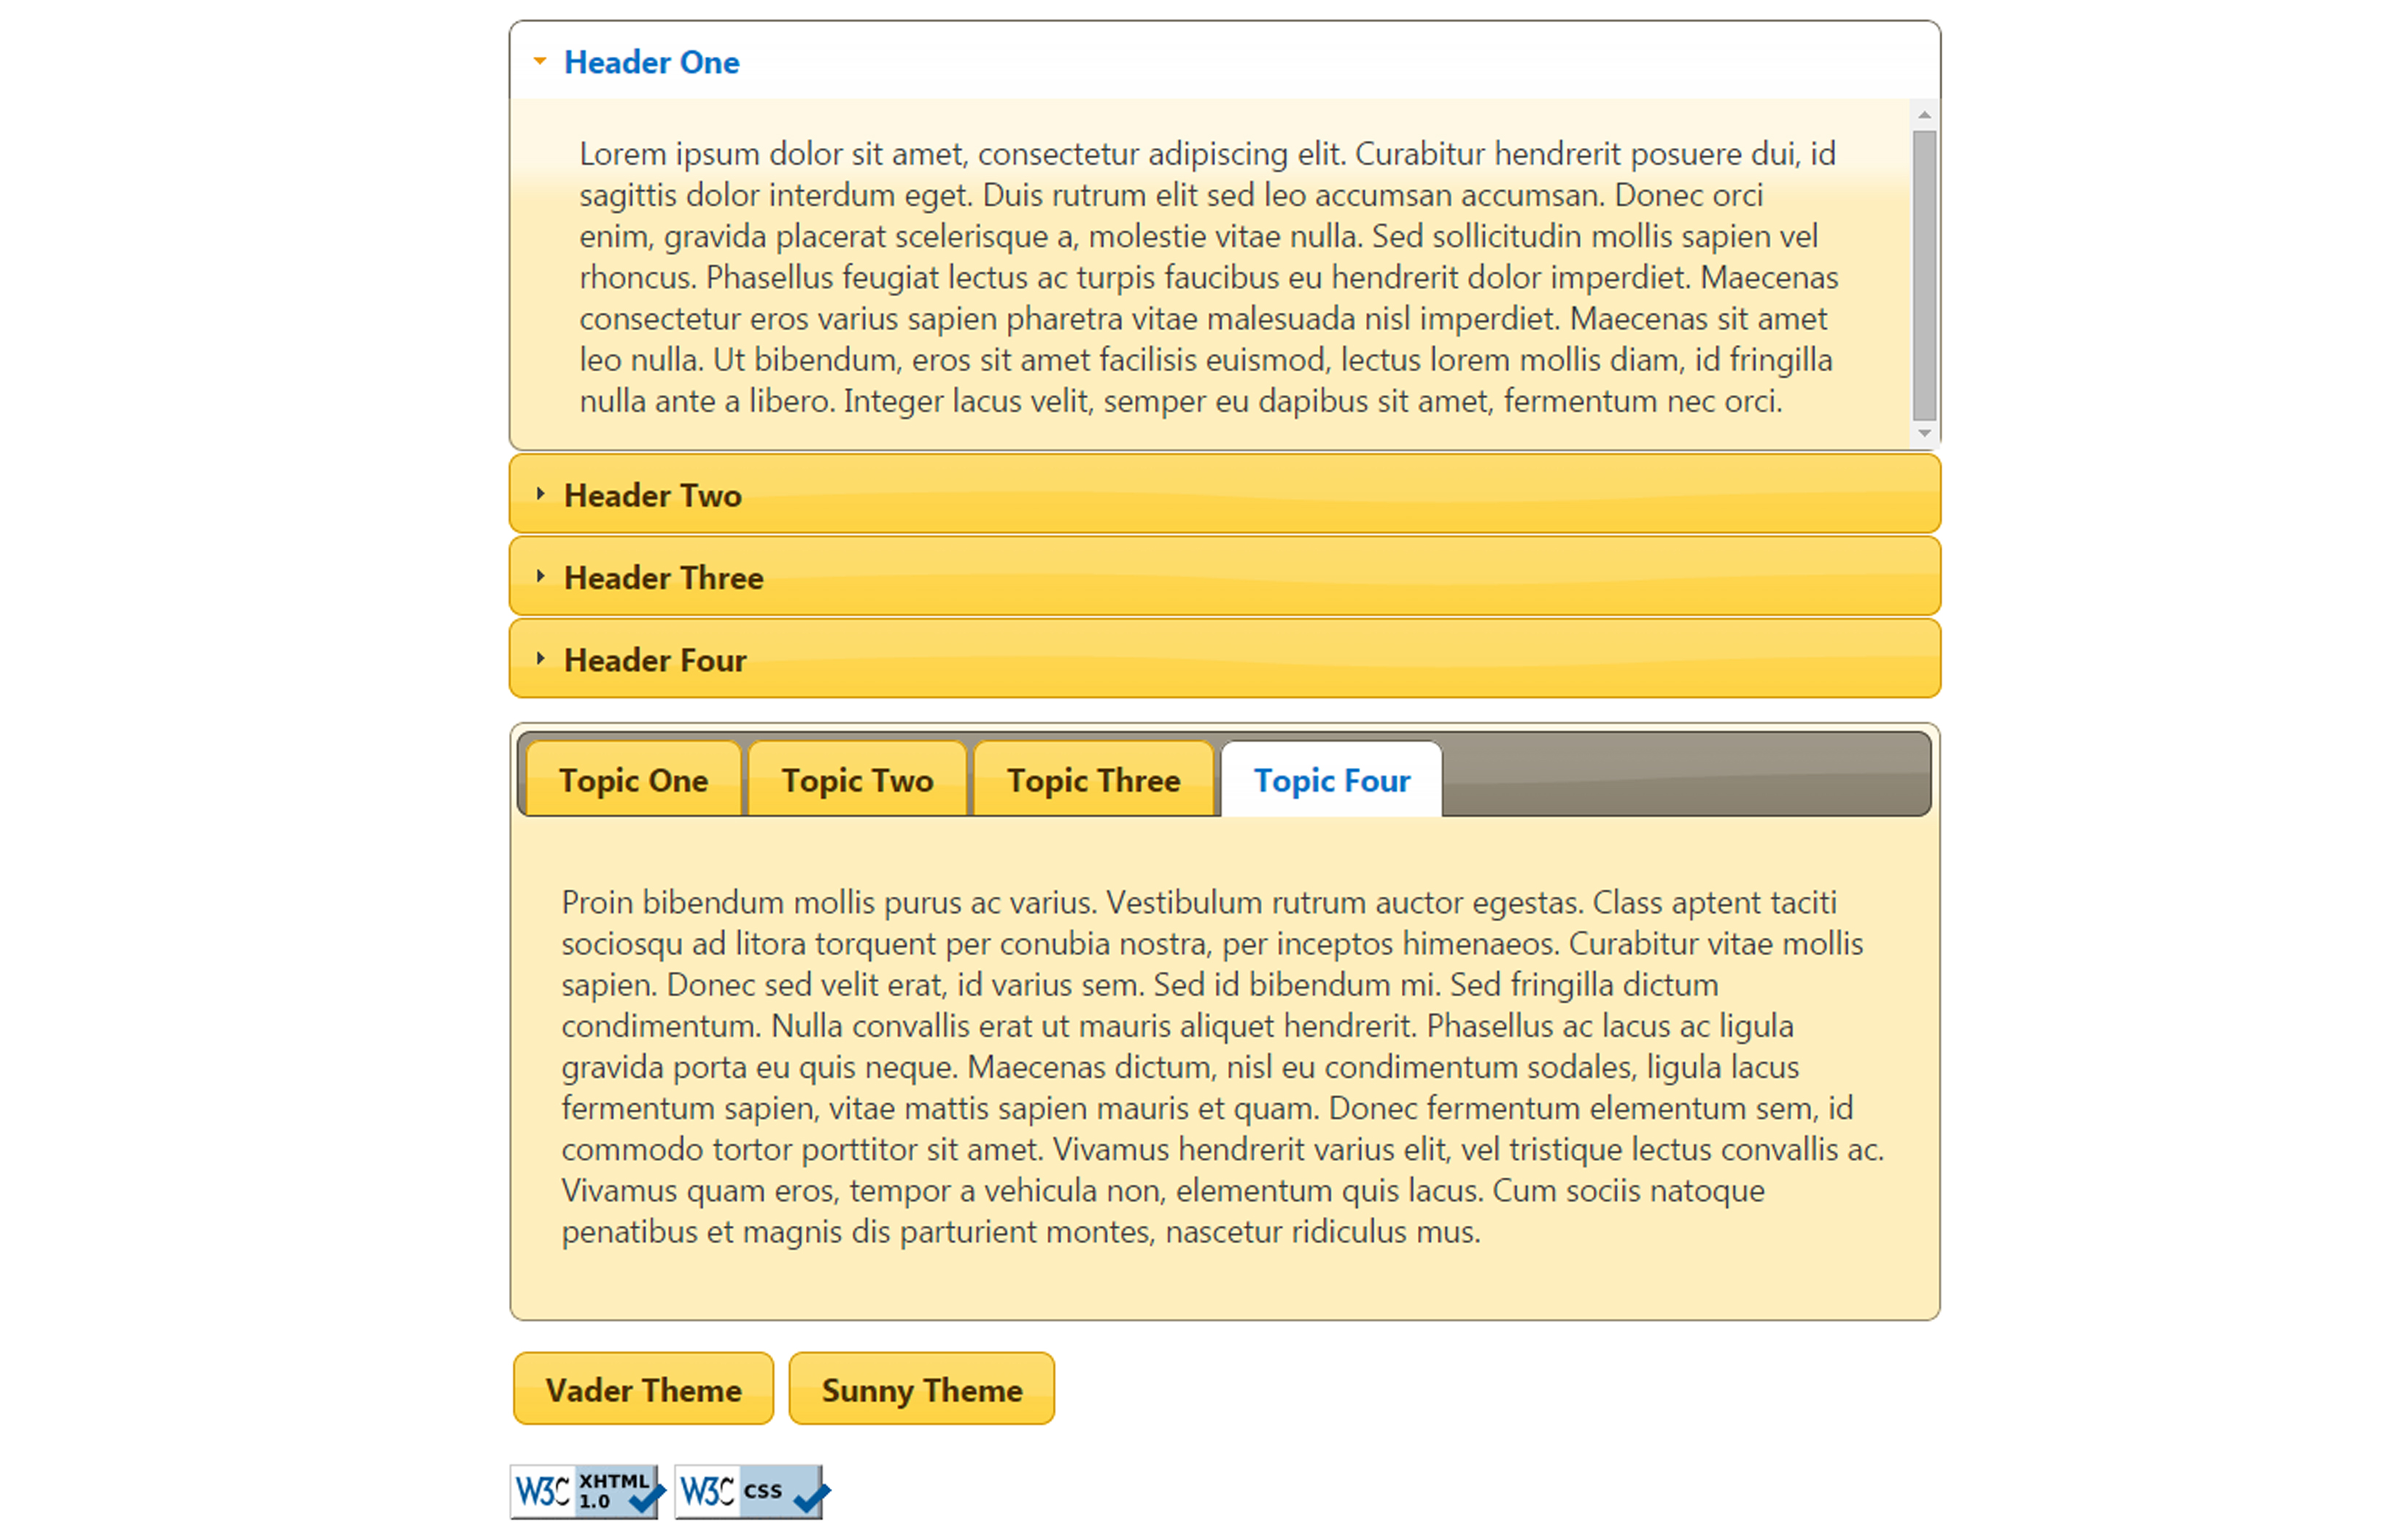 Header One
Lorem ipsum dolor sit amet, consectetur adipiscing elit. Curabitur hendrerit posuere dui, id
sagittis dolor interdum eget. Duis rutrum elit sed leo accumsan accumsan. Donec orci
enim, gravida placerat scelerisque a, molestie vitae nulla. Sed sollicitudin mollis sapien vel
rhoncus. Phasellus feugiat lectus ac turpis faucibus eu hendrerit dolor imperdiet. Maecenas
consectetur eros varius sapien pharetra vitae malesuada nisl imperdiet. Maecenas sit amet
leo nulla. Ut bibendum, eros sit amet facilisis euismod, lectus lorem mollis diam, id fringilla
nulla ante a libero. Integer lacus velit, semper eu dapibus sit amet, fermentum nec orci.
Header Two
Header Three
Header Four
Topic One Topic Two Topic Three Topic Four
Proin bibendum mollis purus ac varius. Vestibulum rutrum auctor egestas. Class aptent taciti
sociosqu ad litora torquent per conubia nostra, per inceptos himenaeos. Curabitur vitae mollis
sapien. Donec sed velit erat, id varius sem. Sed id bibendum mi. Sed fringilla dictum
condimentum. Nulla convallis erat ut mauris aliquet hendrerit. Phasellus ac lacus ac ligula
gravida porta eu quis neque. Maecenas dictum, nisl eu condimentum sodales, ligula lacus
fermentum sapien, vitae mattis sapien mauris et quam. Donec fermentum elementum sem, id
commodo tortor porttitor sit amet. Vivamus hendrerit varius elit, vel tristique lectus convallis ac.
Vivamus quam eros, tempor a vehicula non, elementum quis lacus. Cum sociis natoque
penatibus et magnis dis parturient montes, nascetur ridiculus mus.
Vader Theme Sunny Theme
W3C XHTML 1.0 W3C CSS